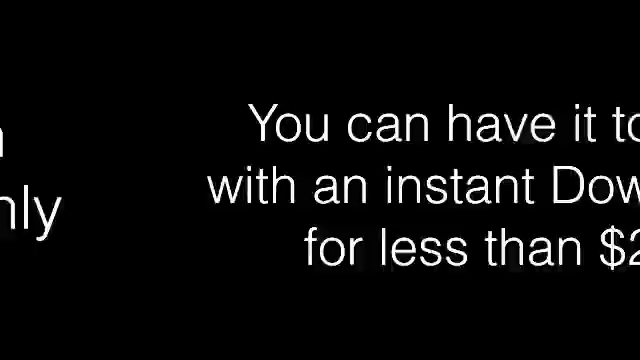 nly
You can have it to
with an instant Dow
for less than $2